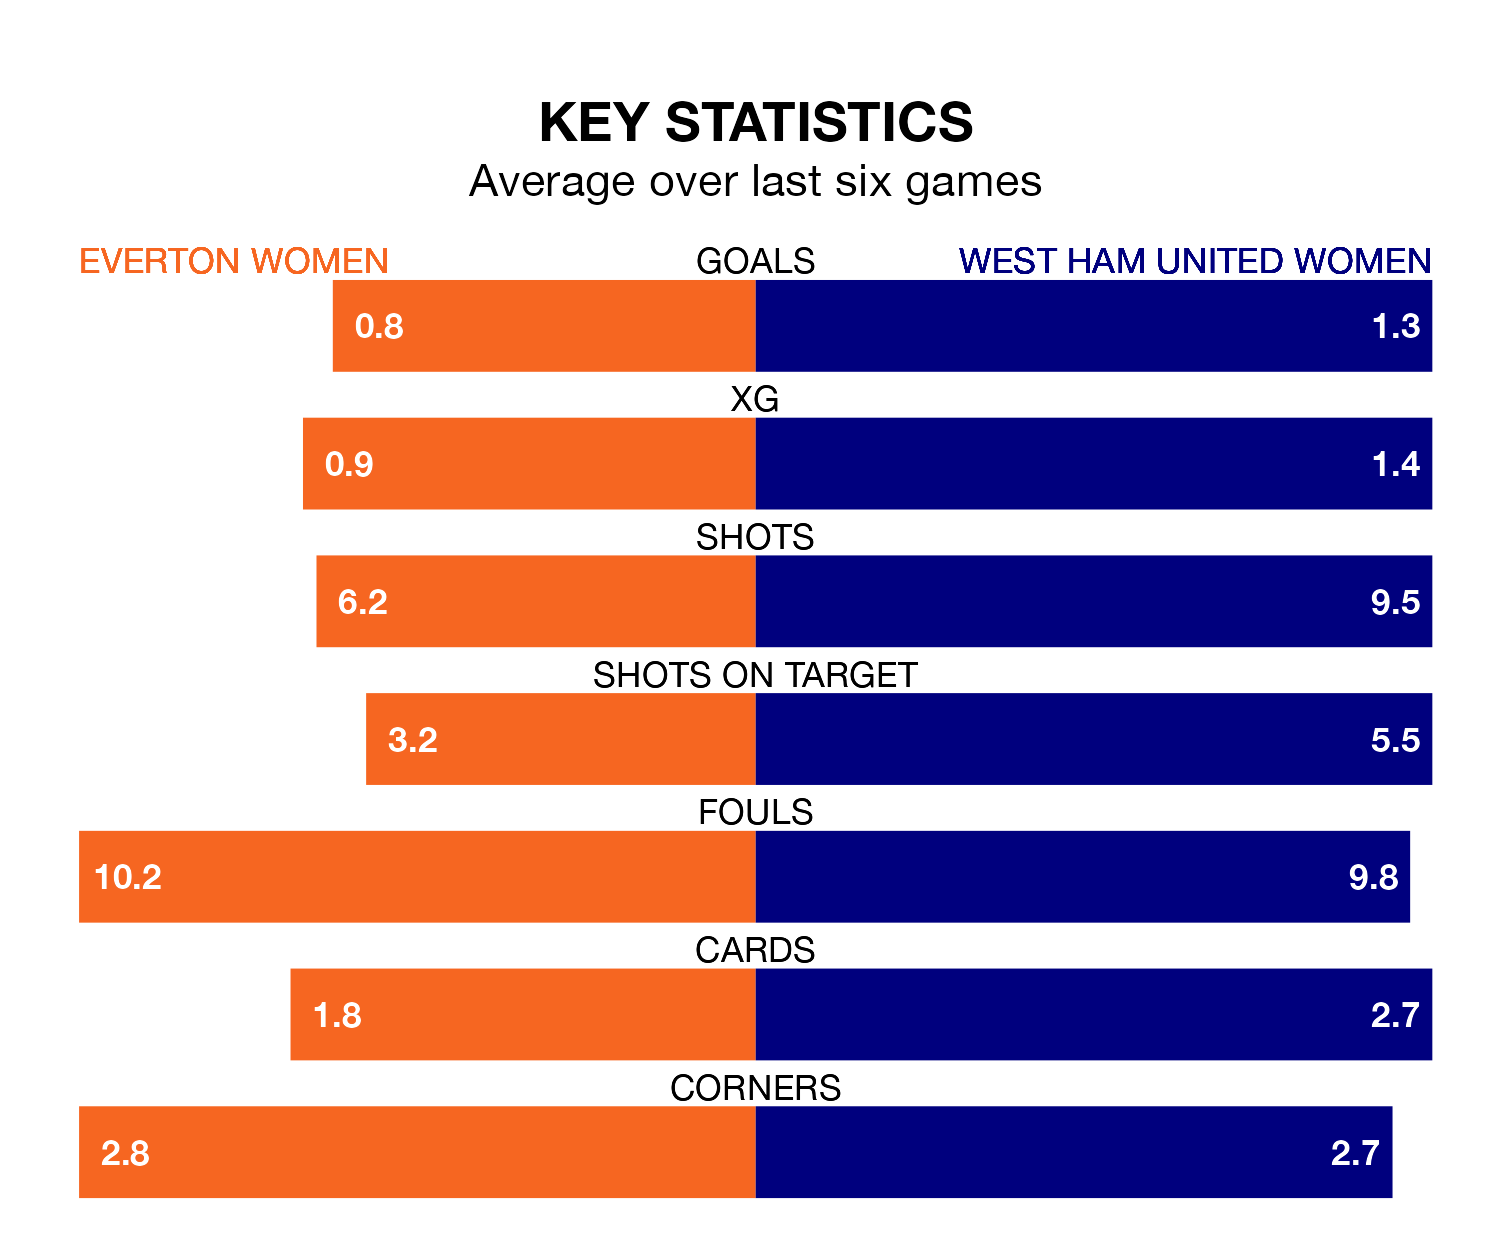 KEY STATISTICS
Average over last six games
EVERTON WOMEN GOALS WEST HAM UNITED WOMEN
0.8 1.3
XG
0.9 1.4
SHOTS
6.2 9.5
SHOTS ON TARGET
3.2 5.5
FOULS
10.2 9.8
CARDS
1.8 2.7
CORNERS
2.8 2.7